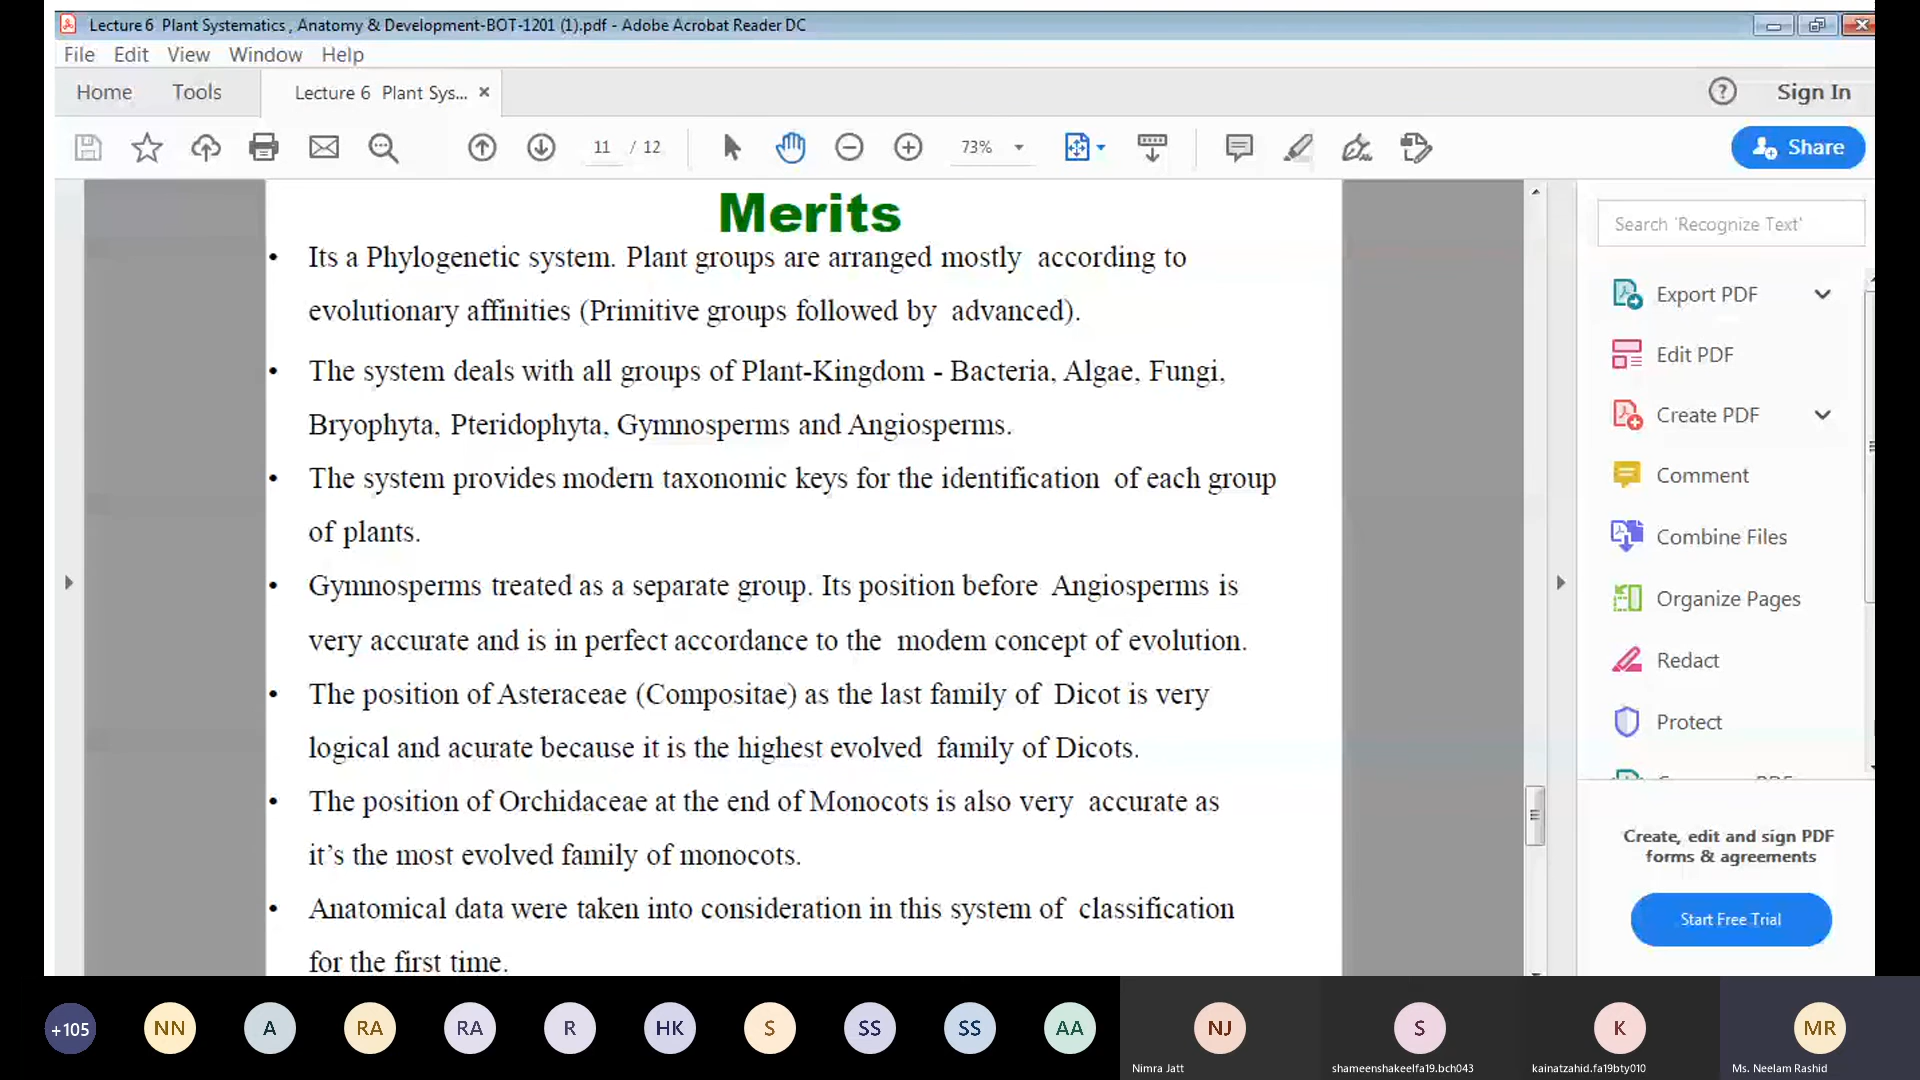 Lecture 6 Plant Systematics , Anatomy & Development-BOT-1201 (1).pdf - Adobe Acrobat Reader DC
File Edit View Window Help
Home Tools Lecture 6 Plant Sys... × ? Sign In
11 / 12 73% Share
Merits
• Its a Phylogenetic system. Plant groups are arranged mostly according to
evolutionary affinities (Primitive groups followed by advanced).
• The system deals with all groups of Plant-Kingdom - Bacteria, Algae, Fungi,
Bryophyta, Pteridophyta, Gymnosperms and Angiosperms.
• The system provides modern taxonomic keys for the identification of each group
of plants.
• Gymnosperms treated as a separate group. Its position before Angiosperms is
very accurate and is in perfect accordance to the modem concept of evolution.
• The position of Asteraceae (Compositae) as the last family of Dicot is very
logical and acurate because it is the highest evolved family of Dicots.
• The position of Orchidaceae at the end of Monocots is also very accurate as
it’s the most evolved family of monocots.
• Anatomical data were taken into consideration in this system of classification
for the first time.
Search 'Recognize Text'
Export PDF
Edit PDF
Create PDF
Comment
Combine Files
Organize Pages
Redact
Protect
Create, edit and sign PDF
forms & agreements
Start Free Trial
+105 NN A RA RA R HK S SS SS AA NJ S K MR
Nimra Jatt shameenshakeelfa19.bch043 kainatzahid.fa19bty010 Ms. Neelam Rashid